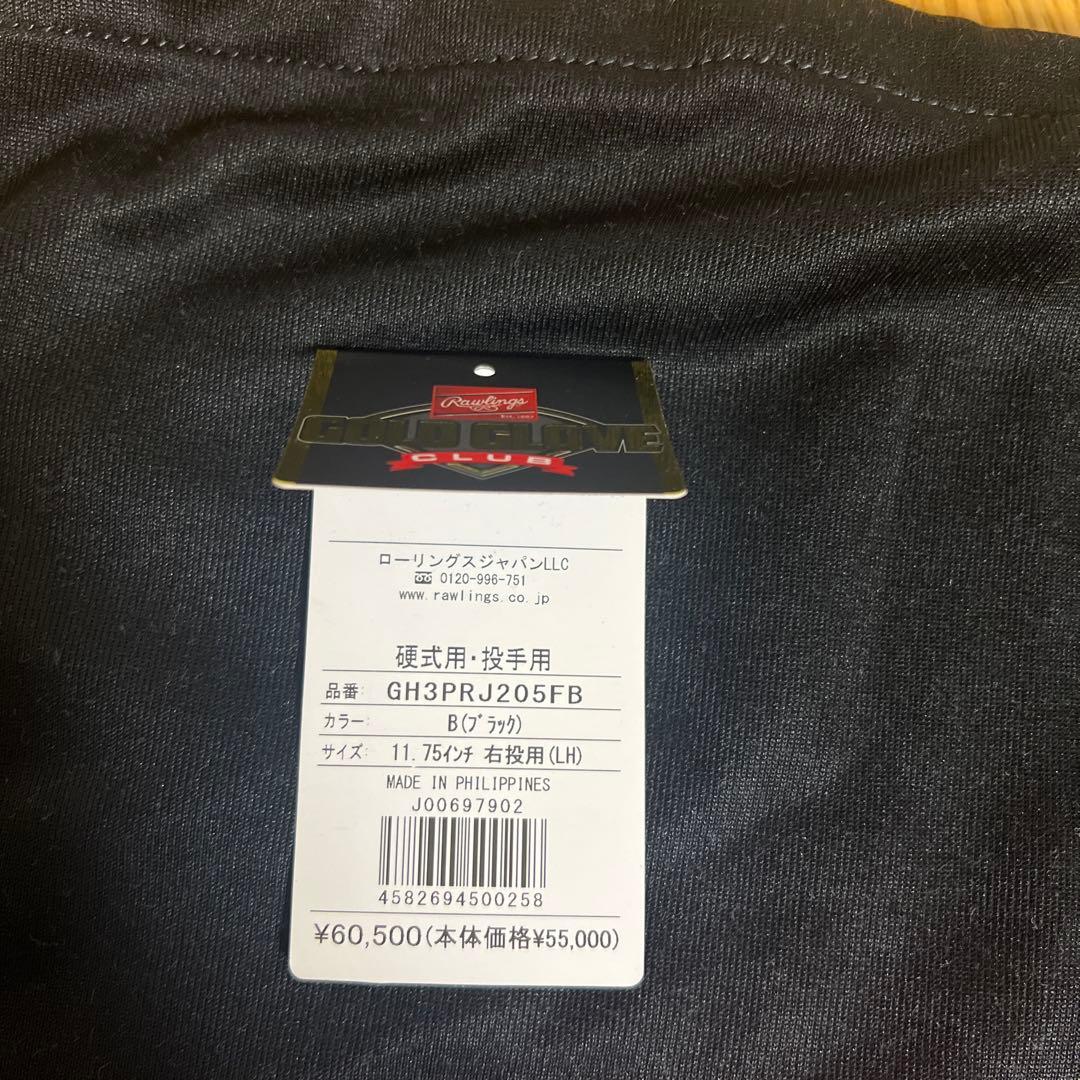 Rawlings
GOLD GLOVE
CLUB
ローリングスジャパンLLC
0120-996-751
www.rawlings.co.jp
硬式用・投手用
品番: GH3PRJ205FB
カラー: B(ﾌﾞﾗｯｸ)
サイズ: 11.75ｲﾝﾁ 右投用(LH)
MADE IN PHILIPPINES
J00697902
4582694500258
¥60,500(本体価格¥55,000)